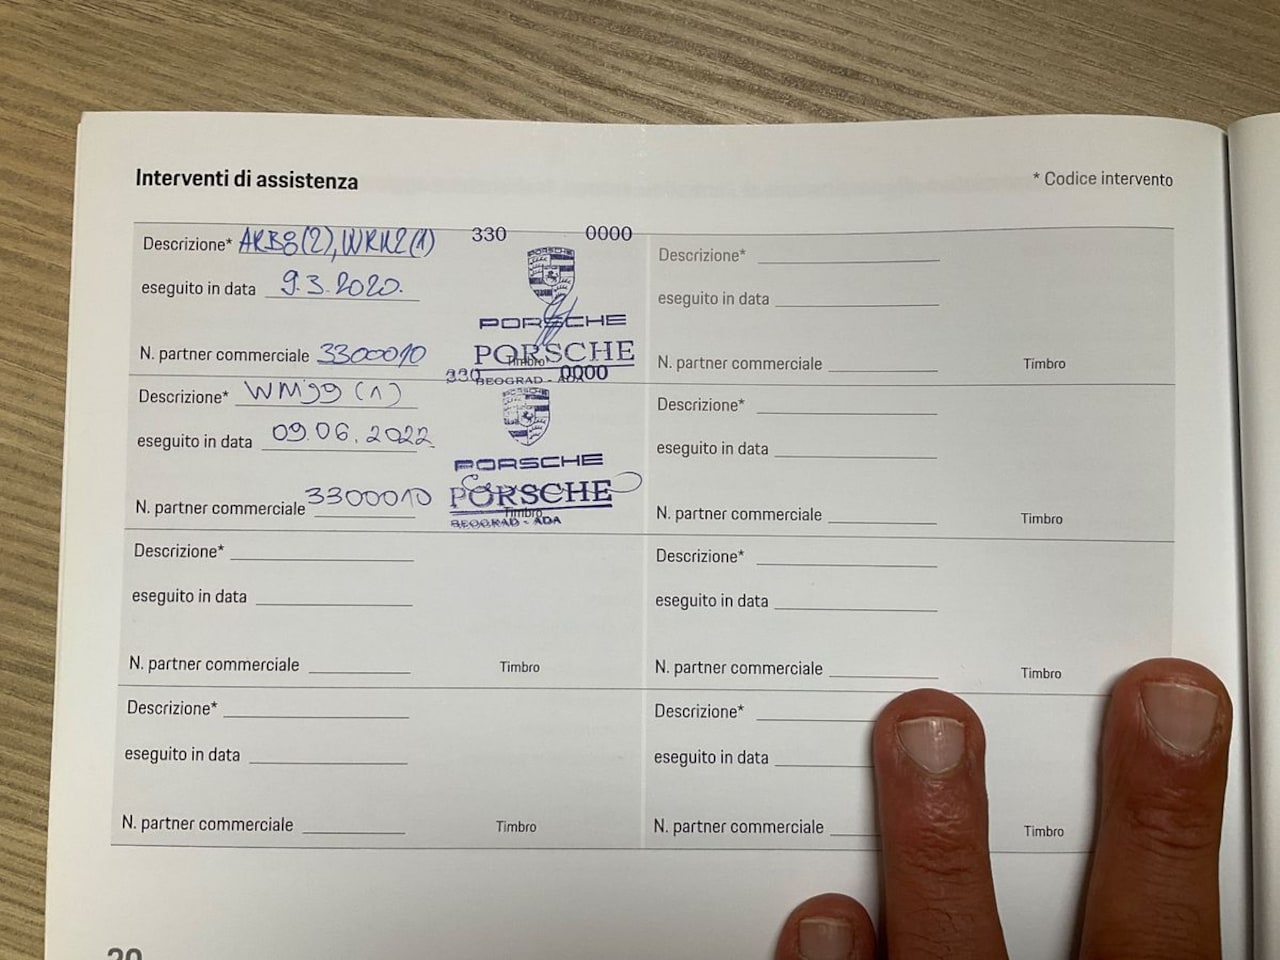 Interventi di assistenza
* Codice intervento
Descrizione* AKB8(2), WKH2(1)
330 0000
eseguito in data 9.3.2020.
PORSCHE
PORSCHE
N. partner commerciale 3300010
Timbro
BEOGRAD - ADA
Descrizione* WMJ9 (1)
330 0000
eseguito in data 09.06.2022
PORSCHE
PORSCHE
N. partner commerciale 3300010
Timbro
BEOGRAD - ADA
Descrizione*
eseguito in data
N. partner commerciale
Timbro
Descrizione*
eseguito in data
N. partner commerciale
Timbro
Descrizione*
eseguito in data
N. partner commerciale
Timbro
Descrizione*
eseguito in data
N. partner commerciale
Timbro
Descrizione*
eseguito in data
N. partner commerciale
Timbro
Descrizione*
eseguito in data
N. partner commerciale
Timbro